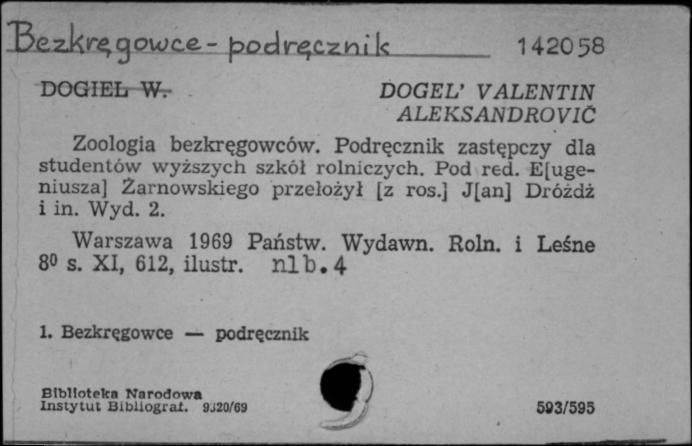 Bezkręgowce - podręcznik 142058
DOGIEL W. DOGEL' VALENTIN
ALEKSANDROVIČ
Zoologia bezkręgowców. Podręcznik zastępczy dla
studentów wyższych szkół rolniczych. Pod red. E[uge-
niusza] Żarnowskiego przełożył [z ros.] J[an] Dróżdż
i in. Wyd. 2.
Warszawa 1969 Państw. Wydawn. Roln. i Leśne
8⁰ s. XI, 612, ilustr. nlb. 4
1. Bezkręgowce — podręcznik
Biblioteka Narodowa
Instytut Bibliograf. 9320/69 593/595